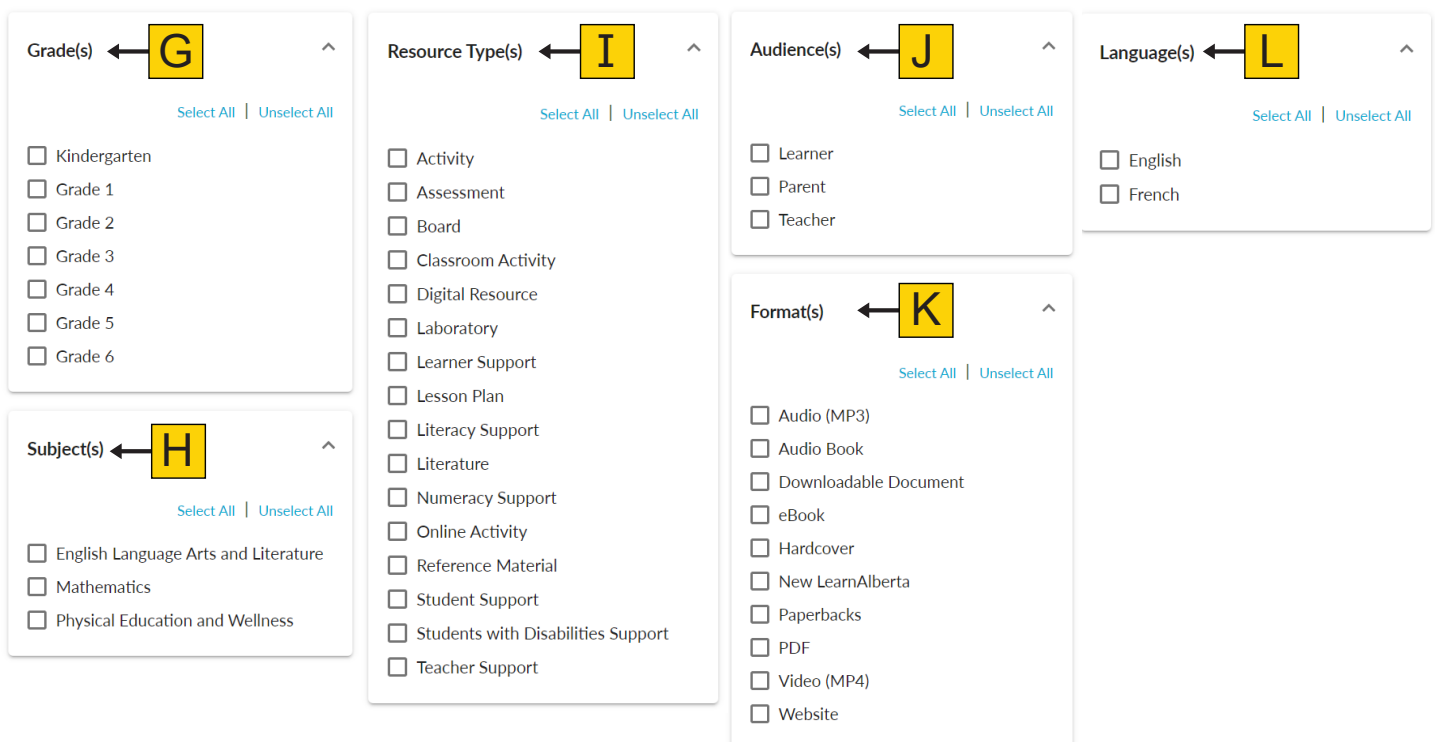 Grade(s) G
Select All | Unselect All
Kindergarten
Grade 1
Grade 2
Grade 3
Grade 4
Grade 5
Grade 6
Subject(s) H
Select All | Unselect All
English Language Arts and Literature
Mathematics
Physical Education and Wellness
Resource Type(s) I
Select All | Unselect All
Activity
Assessment
Board
Classroom Activity
Digital Resource
Laboratory
Learner Support
Lesson Plan
Literacy Support
Literature
Numeracy Support
Online Activity
Reference Material
Student Support
Students with Disabilities Support
Teacher Support
Audience(s) J
Select All | Unselect All
Learner
Parent
Teacher
Format(s) K
Select All | Unselect All
Audio (MP3)
Audio Book
Downloadable Document
eBook
Hardcover
New LearnAlberta
Paperbacks
PDF
Video (MP4)
Website
Language(s) L
Select All | Unselect All
English
French